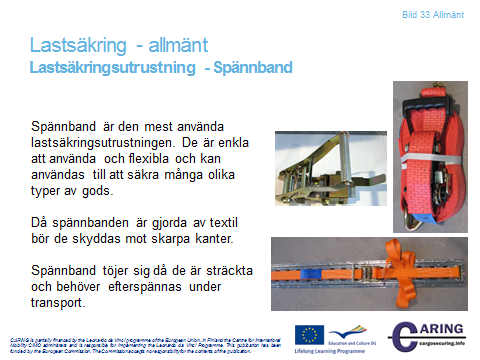 Bild 33 Allmänt
Lastsäkring - allmänt
Lastsäkringsutrustning - Spännband
Spännband är den mest använda
lastsäkringsutrustningen. De är enkla
att använda och flexibla och kan
användas till att säkra många olika
typer av gods.
Då spännbanden är gjorda av textil
bör de skyddas mot skarpa kanter.
Spännband töjer sig då de är sträckta
och behöver efterspännas under
transport.
CARING is partially financed by the Leonardo da Vinci programme of the European Union. In Finland the Centre for International
Mobility CIMO administers and is responsible for implementing the Leonardo da Vinci Programme. This publication has been
funded by the European Commission. The Commission accepts no responsibility for the contents of the publication.
Education and Culture DG
Lifelong Learning Programme
CARING
cargosecuring.info